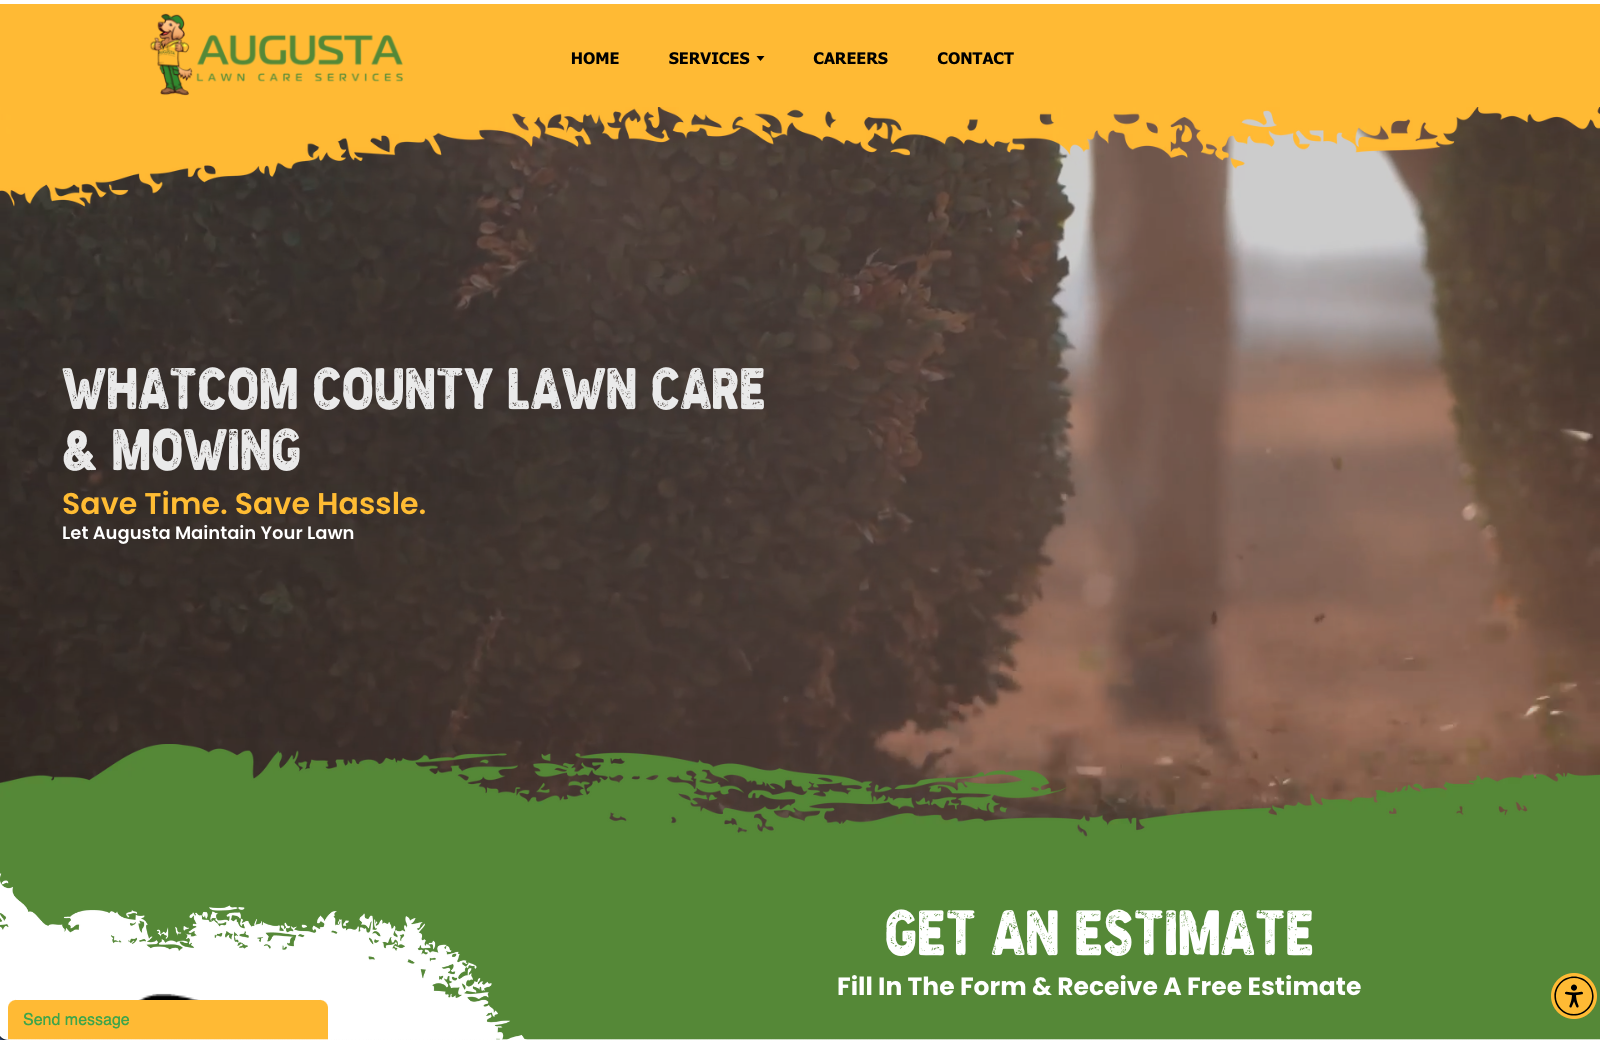 AUGUSTA
LAWN CARE SERVICES
HOME SERVICES CAREERS CONTACT
WHATCOM COUNTY LAWN CARE
& MOWING
Save Time. Save Hassle.
Let Augusta Maintain Your Lawn
GET AN ESTIMATE
Fill In The Form & Receive A Free Estimate
Send message